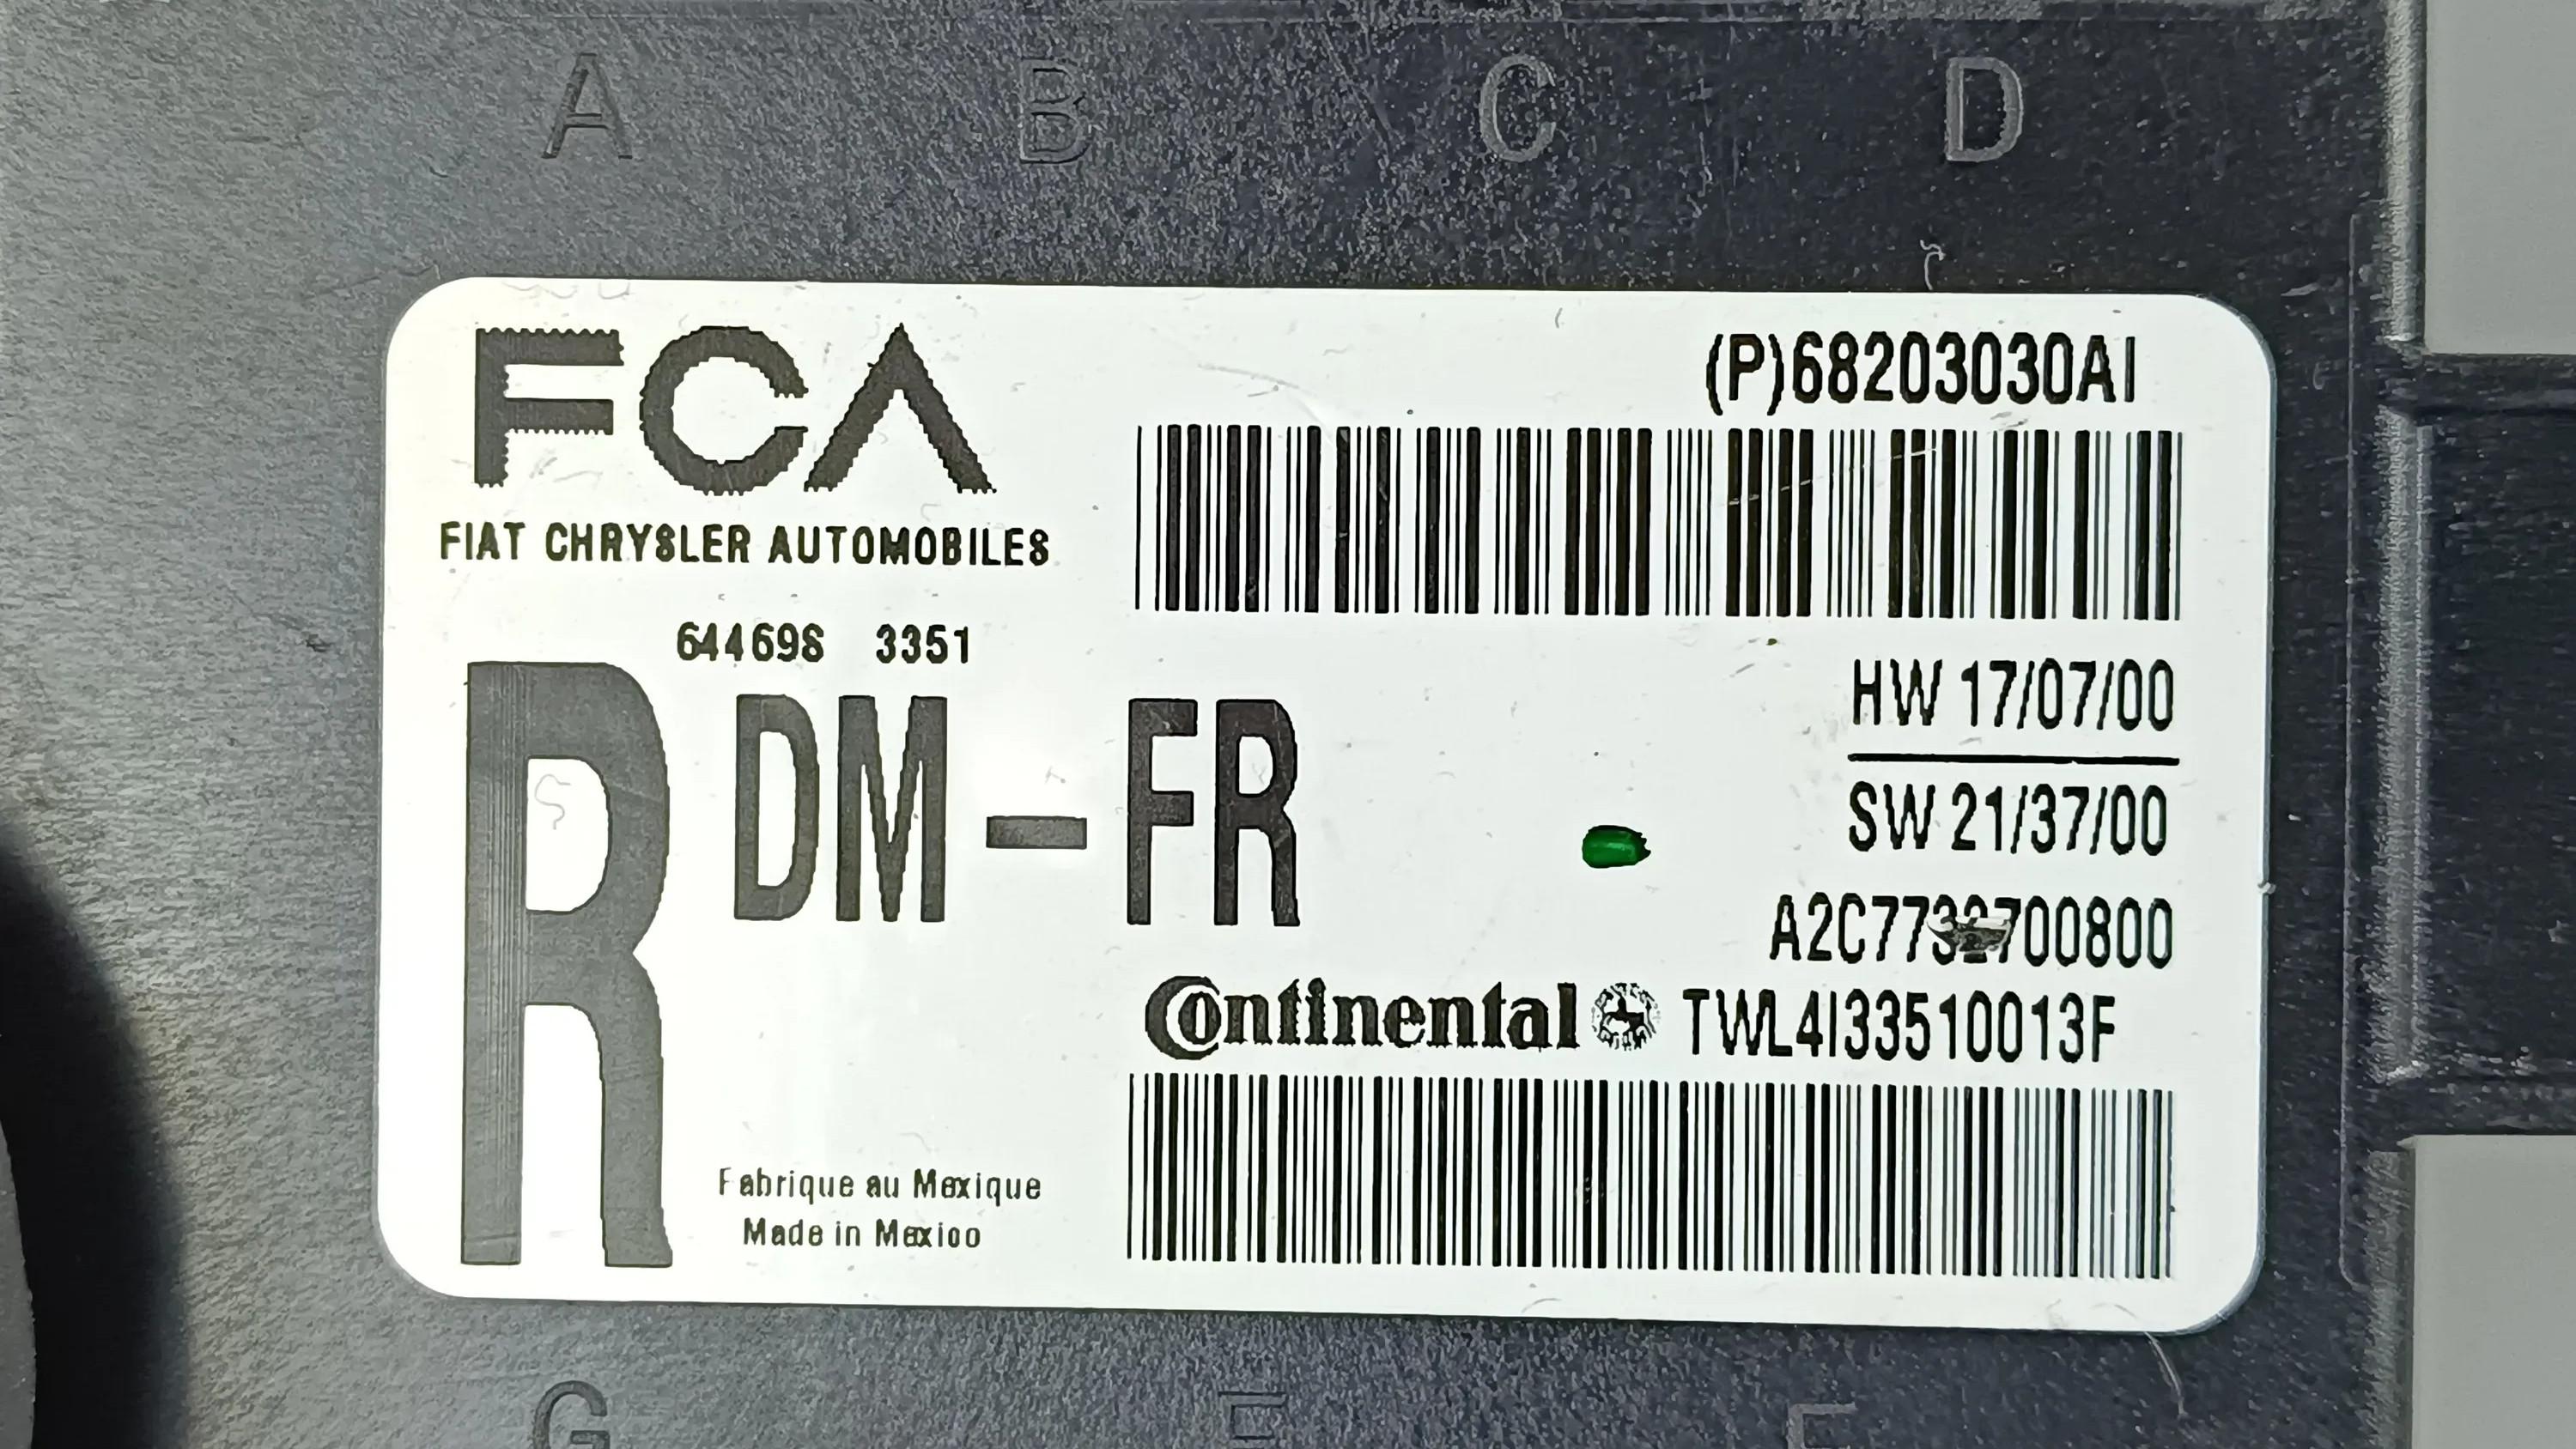 A B C D
FCA
(P)68203030AI
FIAT CHRYSLER AUTOMOBILES
644698 3351
R DM-FR
HW 17/07/00
SW 21/37/00
A2C7732700800
Continental TWL4I33510013F
Fabrique au Mexique
Made in Mexico
G F E